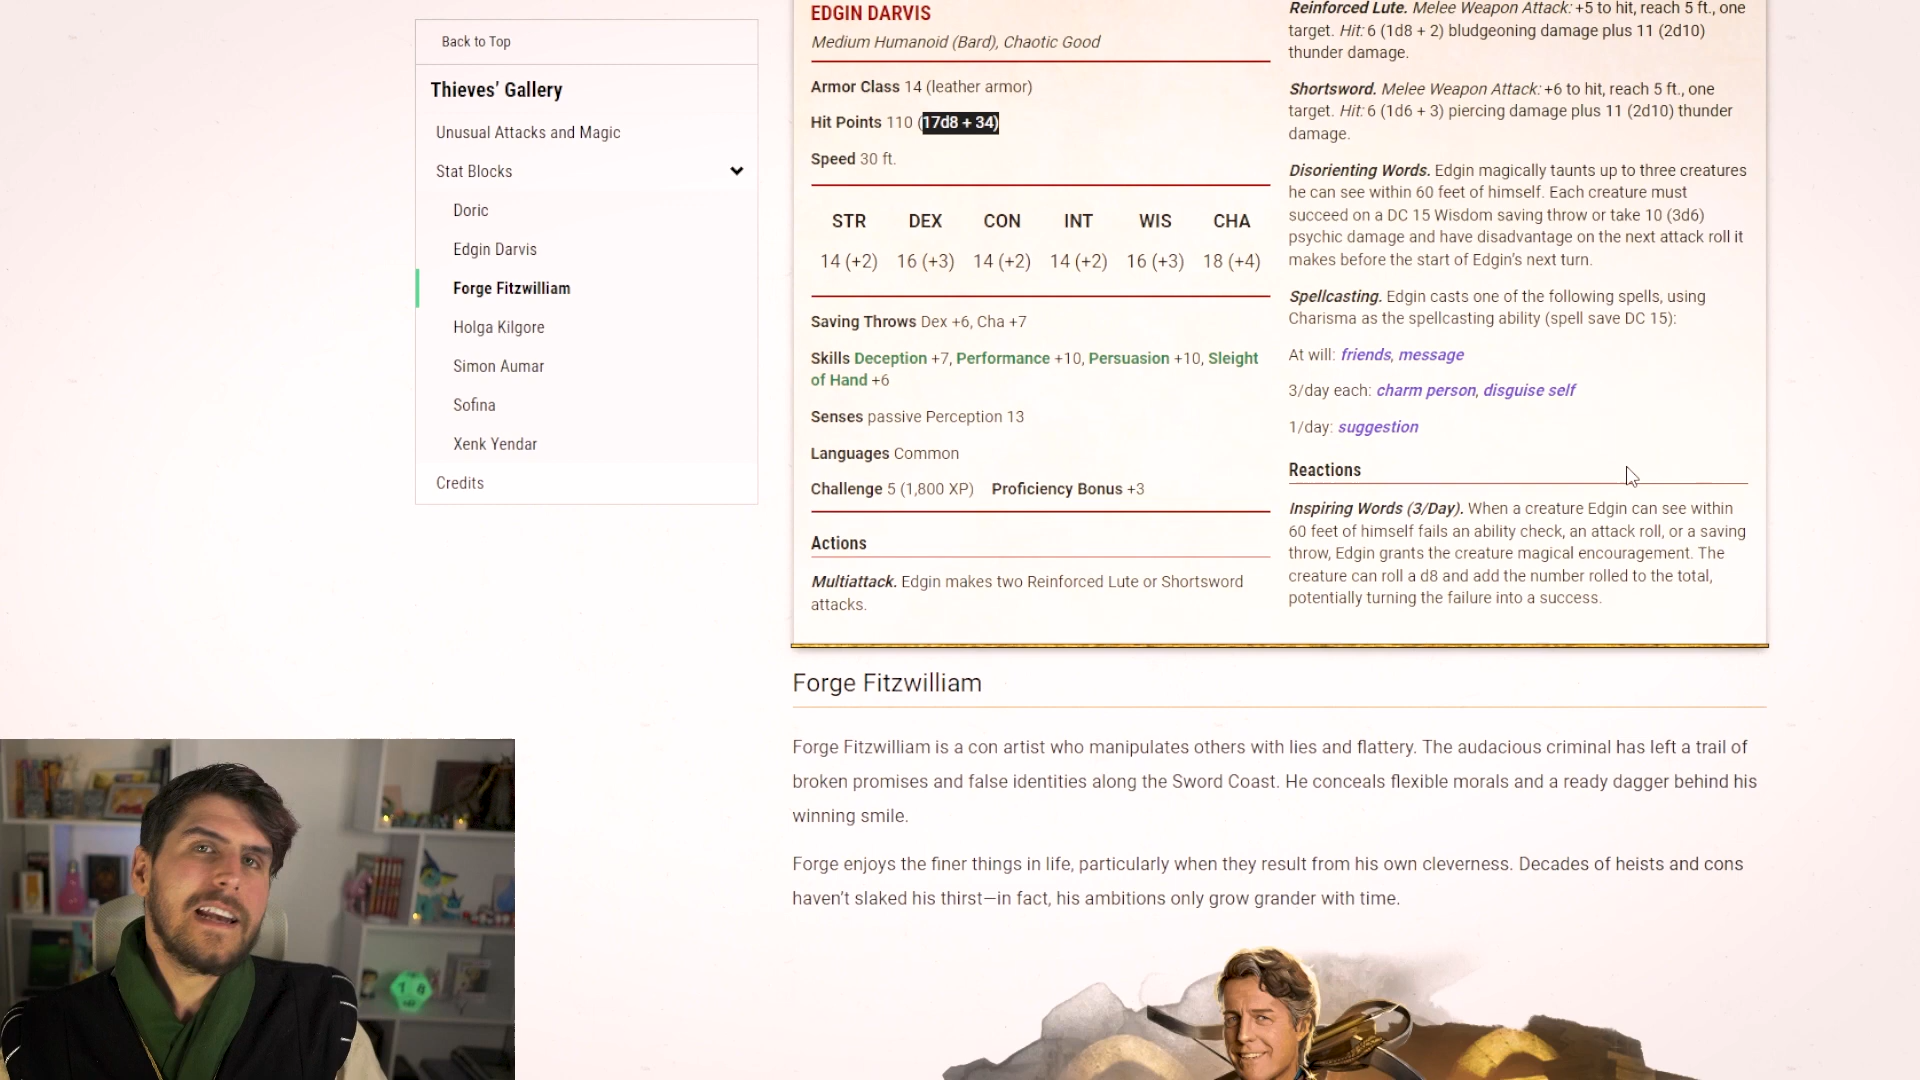 Back to Top
Thieves’ Gallery
Unusual Attacks and Magic
Stat Blocks
Doric
Edgin Darvis
Forge Fitzwilliam
Holga Kilgore
Simon Aumar
Sofina
Xenk Yendar
Credits
EDGIN DARVIS
Medium Humanoid (Bard), Chaotic Good
Armor Class 14 (leather armor)
Hit Points 110 (17d8 + 34)
Speed 30 ft.
STR DEX CON INT WIS CHA
14 (+2) 16 (+3) 14 (+2) 14 (+2) 16 (+3) 18 (+4)
Saving Throws Dex +6, Cha +7
Skills Deception +7, Performance +10, Persuasion +10, Sleight
of Hand +6
Senses passive Perception 13
Languages Common
Challenge 5 (1,800 XP) Proficiency Bonus +3
Actions
Multiattack. Edgin makes two Reinforced Lute or Shortsword
attacks.
Reinforced Lute. Melee Weapon Attack: +5 to hit, reach 5 ft., one
target. Hit: 6 (1d8 + 2) bludgeoning damage plus 11 (2d10)
thunder damage.
Shortsword. Melee Weapon Attack: +6 to hit, reach 5 ft., one
target. Hit: 6 (1d6 + 3) piercing damage plus 11 (2d10) thunder
damage.
Disorienting Words. Edgin magically taunts up to three creatures
he can see within 60 feet of himself. Each creature must
succeed on a DC 15 Wisdom saving throw or take 10 (3d6)
psychic damage and have disadvantage on the next attack roll it
makes before the start of Edgin’s next turn.
Spellcasting. Edgin casts one of the following spells, using
Charisma as the spellcasting ability (spell save DC 15):
At will: friends, message
3/day each: charm person, disguise self
1/day: suggestion
Reactions
Inspiring Words (3/Day). When a creature Edgin can see within
60 feet of himself fails an ability check, an attack roll, or a saving
throw, Edgin grants the creature magical encouragement. The
creature can roll a d8 and add the number rolled to the total,
potentially turning the failure into a success.
Forge Fitzwilliam
Forge Fitzwilliam is a con artist who manipulates others with lies and flattery. The audacious criminal has left a trail of
broken promises and false identities along the Sword Coast. He conceals flexible morals and a ready dagger behind his
winning smile.
Forge enjoys the finer things in life, particularly when they result from his own cleverness. Decades of heists and cons
haven’t slaked his thirst—in fact, his ambitions only grow grander with time.